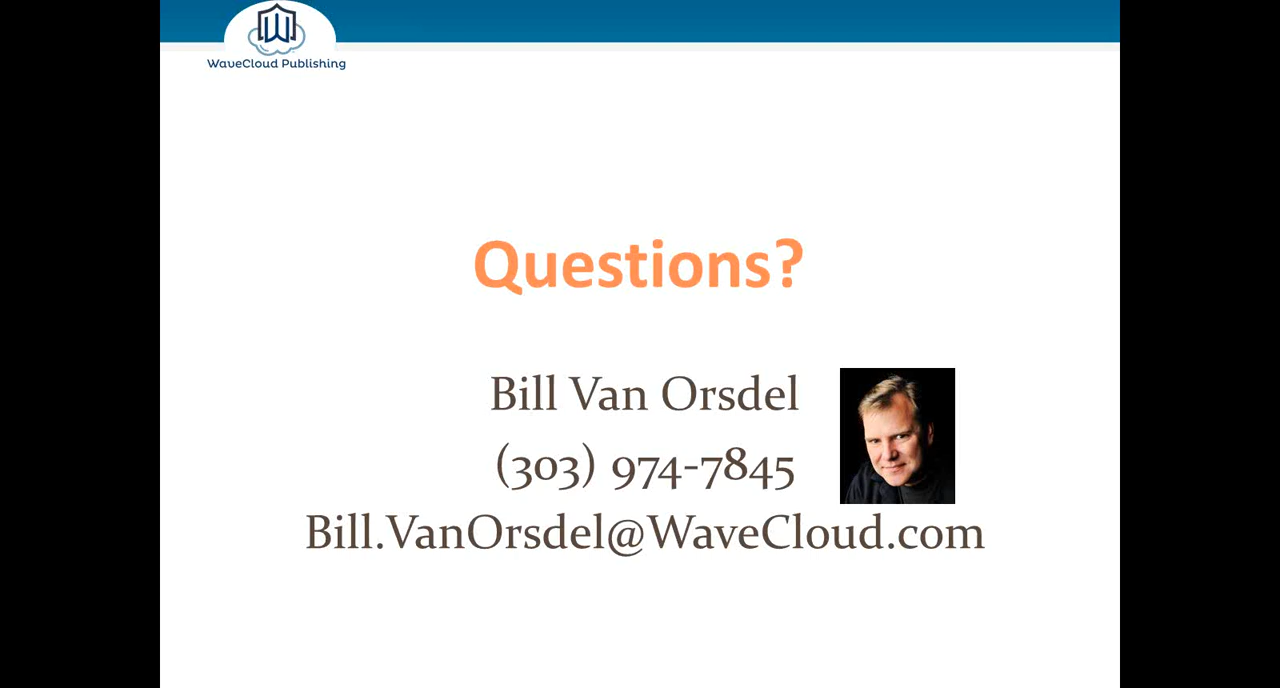 WaveCloud Publishing
Questions?
Bill Van Orsdel
(303) 974-7845
Bill.VanOrsdel@WaveCloud.com